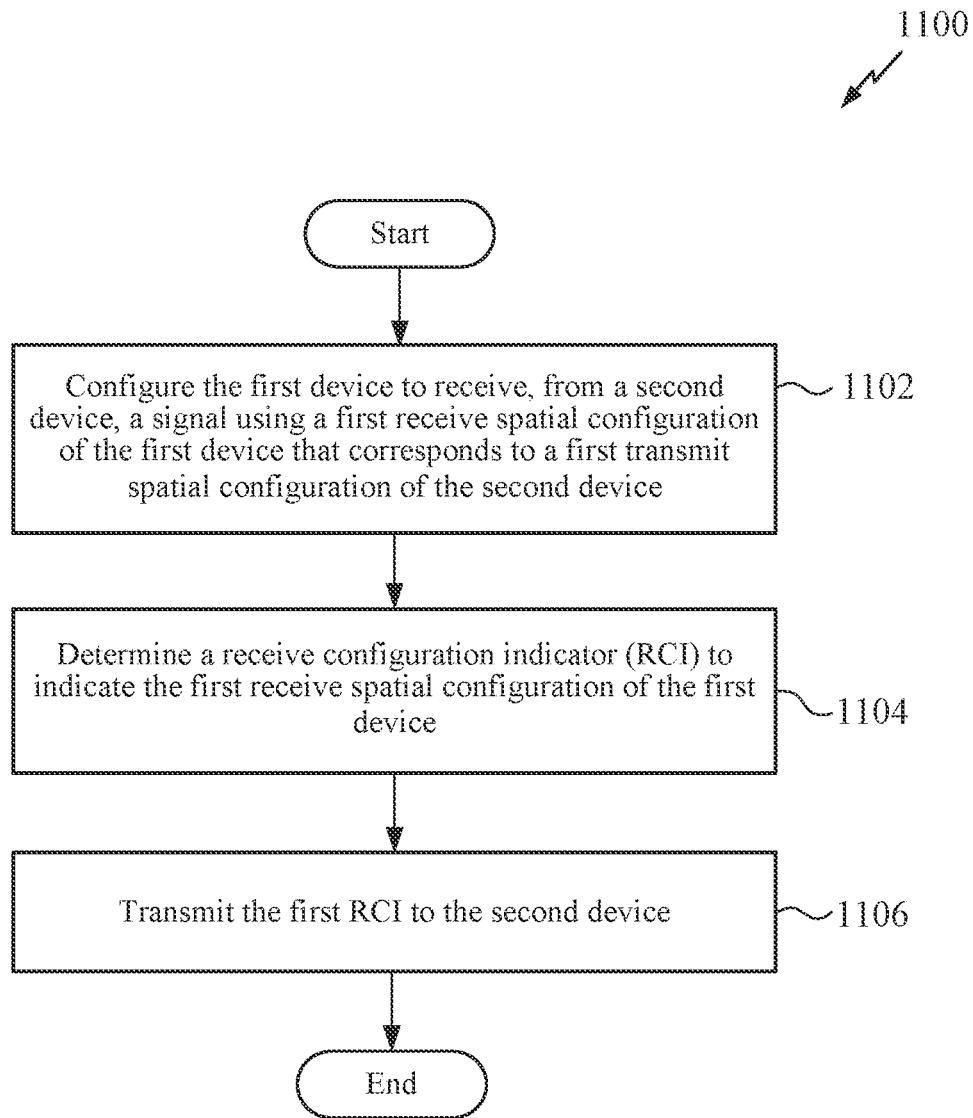 1100
Start
Configure the first device to receive, from a second
device, a signal using a first receive spatial configuration
of the first device that corresponds to a first transmit
spatial configuration of the second device
1102
Determine a receive configuration indicator (RCI) to
indicate the first receive spatial configuration of the first
device
1104
Transmit the first RCI to the second device
1106
End